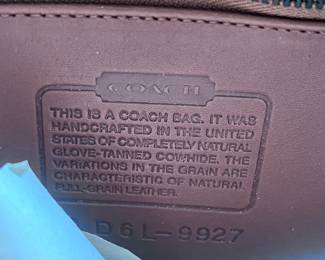 COACH
THIS IS A COACH BAG. IT WAS
HANDCRAFTED IN THE UNITED
STATES OF COMPLETELY NATURAL
GLOVE-TANNED COWHIDE. THE
VARIATIONS IN THE GRAIN ARE
CHARACTERISTIC OF NATURAL
FULL-GRAIN LEATHER.
D6L-9927